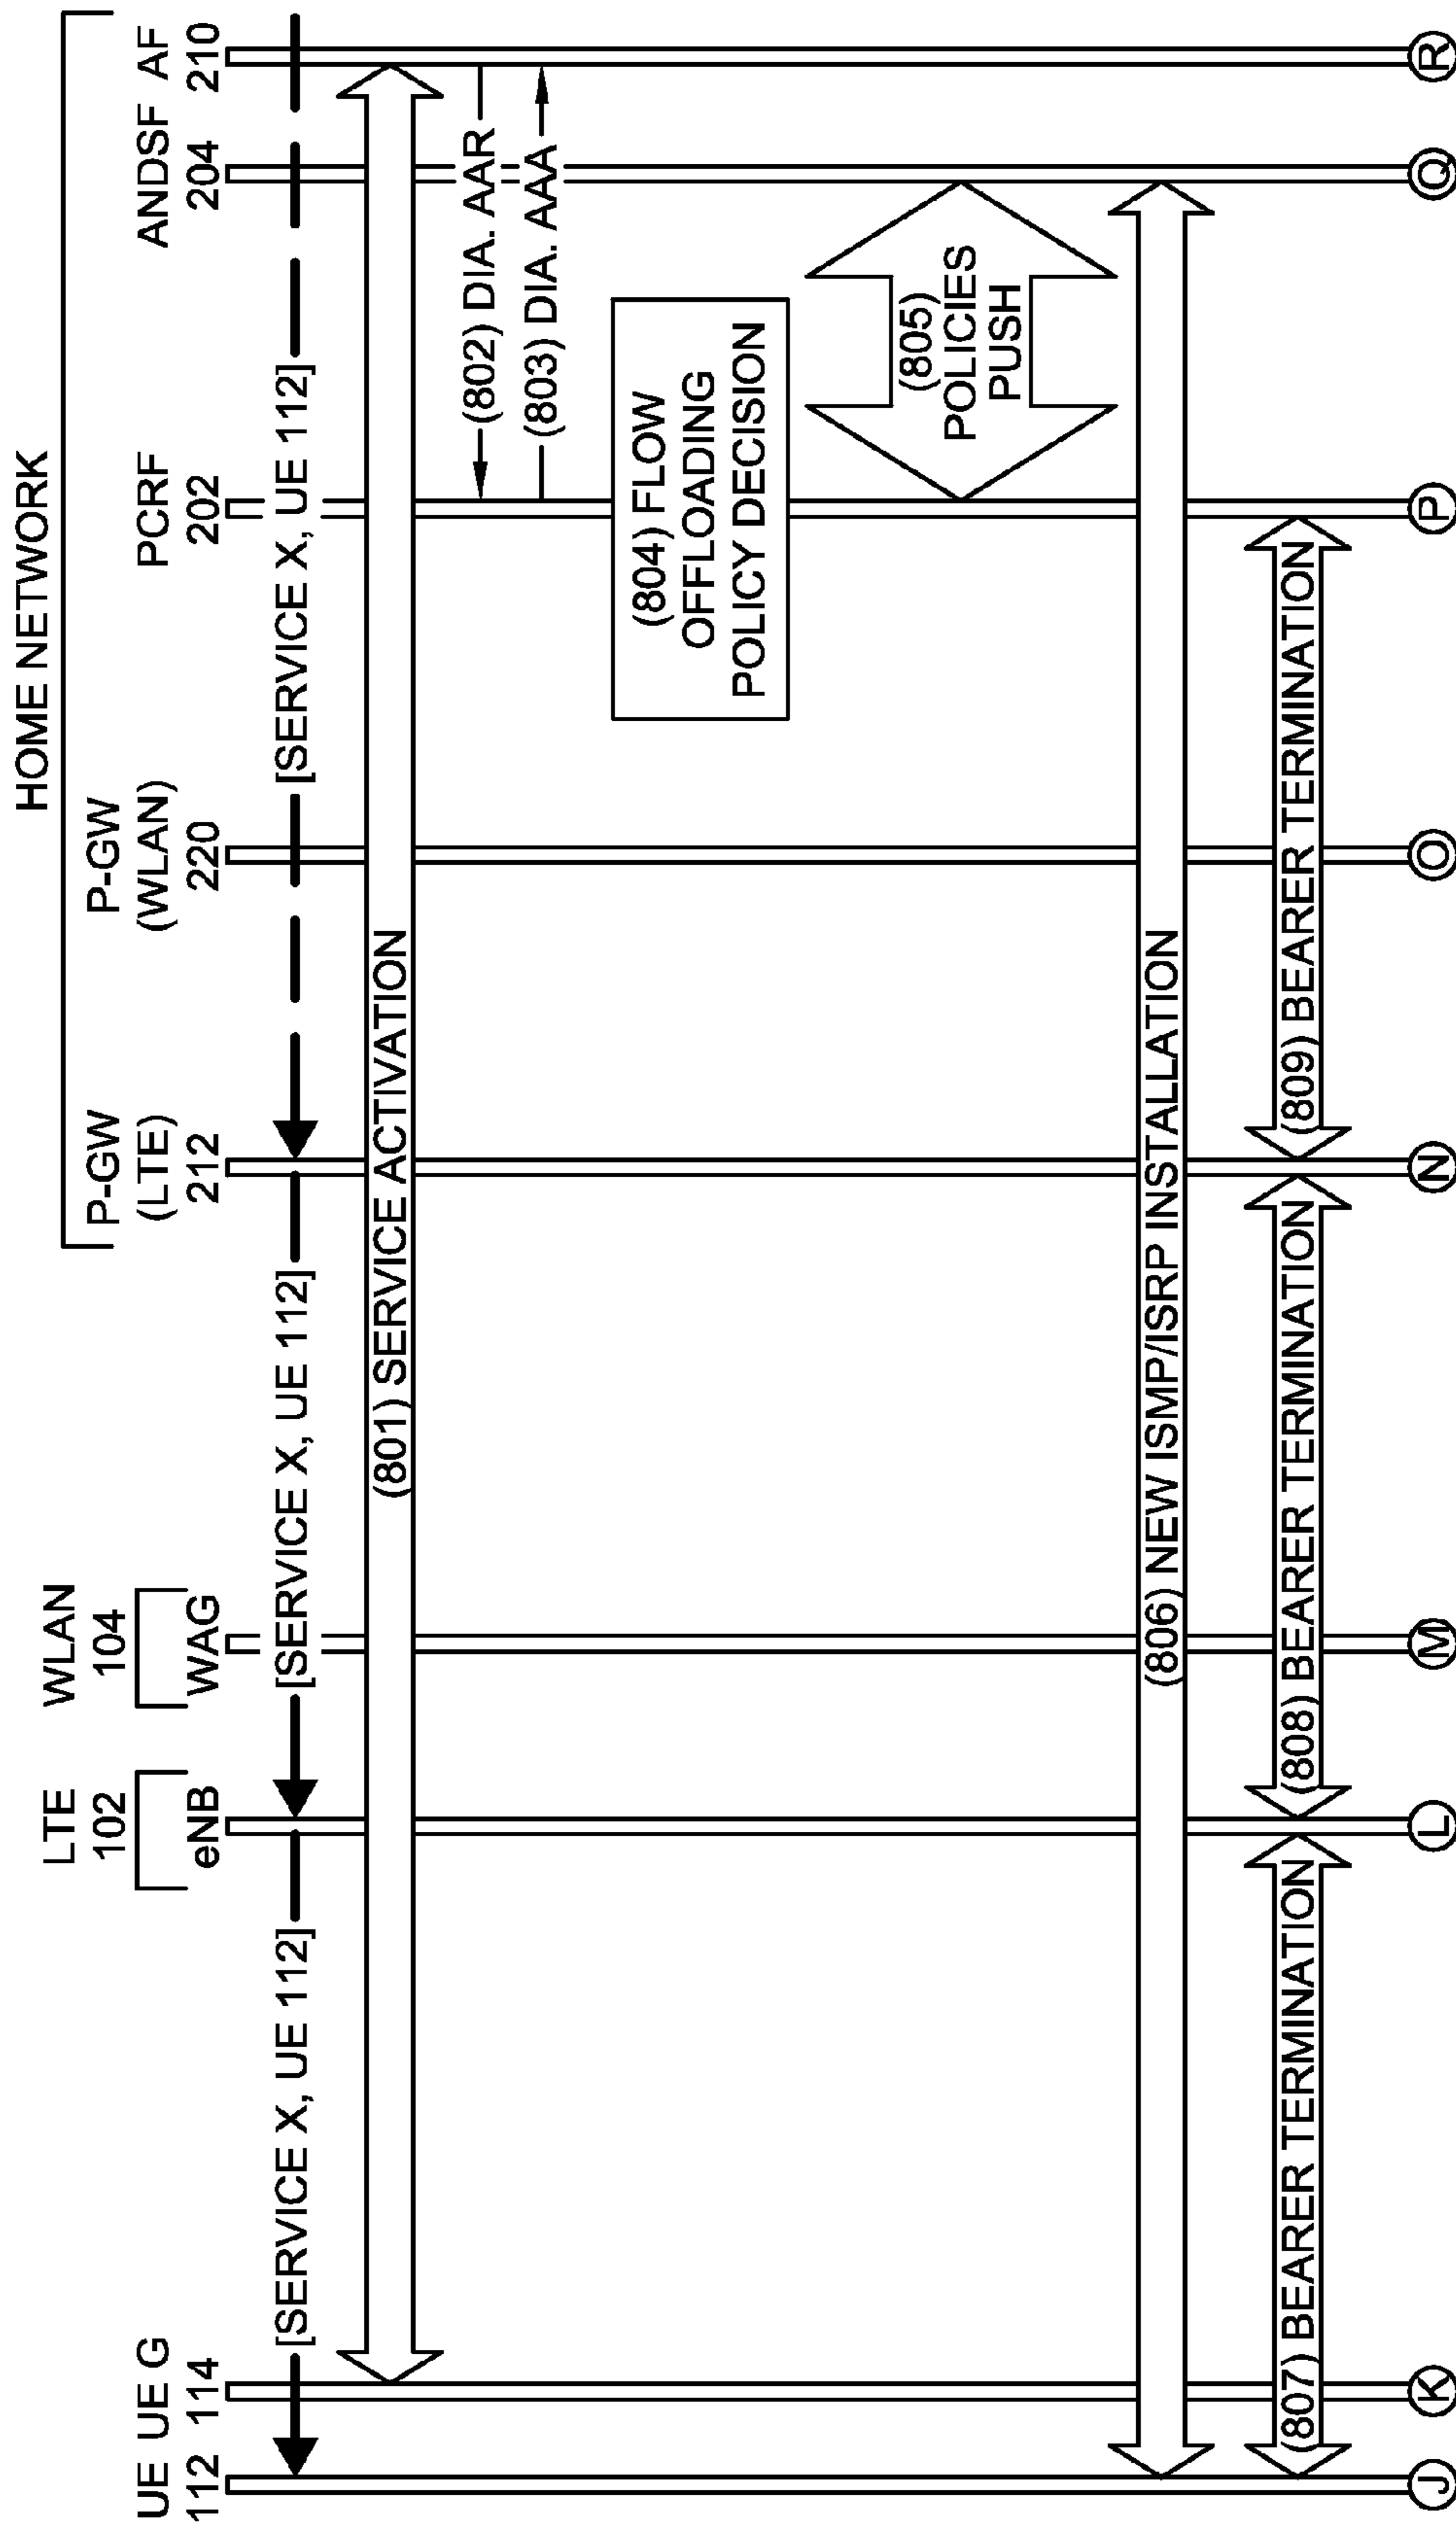 HOME NETWORK
LTE
102
WLAN
104
P-GW
(LTE)
212
P-GW
(WLAN)
220
UE
112
UE G
114
eNB
WAG
PCRF
202
ANDSF
204
AF
210
[SERVICE X, UE 112]
[SERVICE X, UE 112]
[SERVICE X, UE 112]
(801) SERVICE ACTIVATION
(802) DIA. AAR
(803) DIA. AAA
(804) FLOW
OFFLOADING
POLICY DECISION
(805)
POLICIES
PUSH
(806) NEW ISMP/ISRP INSTALLATION
(807) BEARER TERMINATION
(808) BEARER TERMINATION
(809) BEARER TERMINATION
J
K
L
M
N
O
P
Q
R